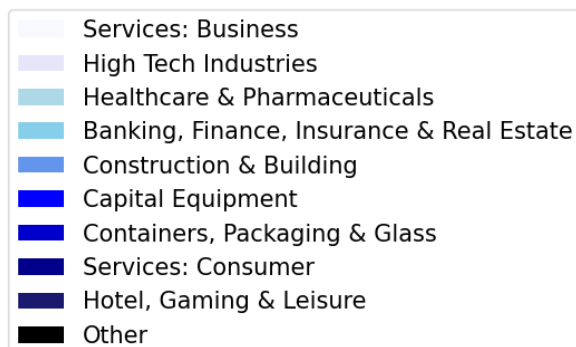 Services: Business
High Tech Industries
Healthcare & Pharmaceuticals
Banking, Finance, Insurance & Real Estate
Construction & Building
Capital Equipment
Containers, Packaging & Glass
Services: Consumer
Hotel, Gaming & Leisure
Other